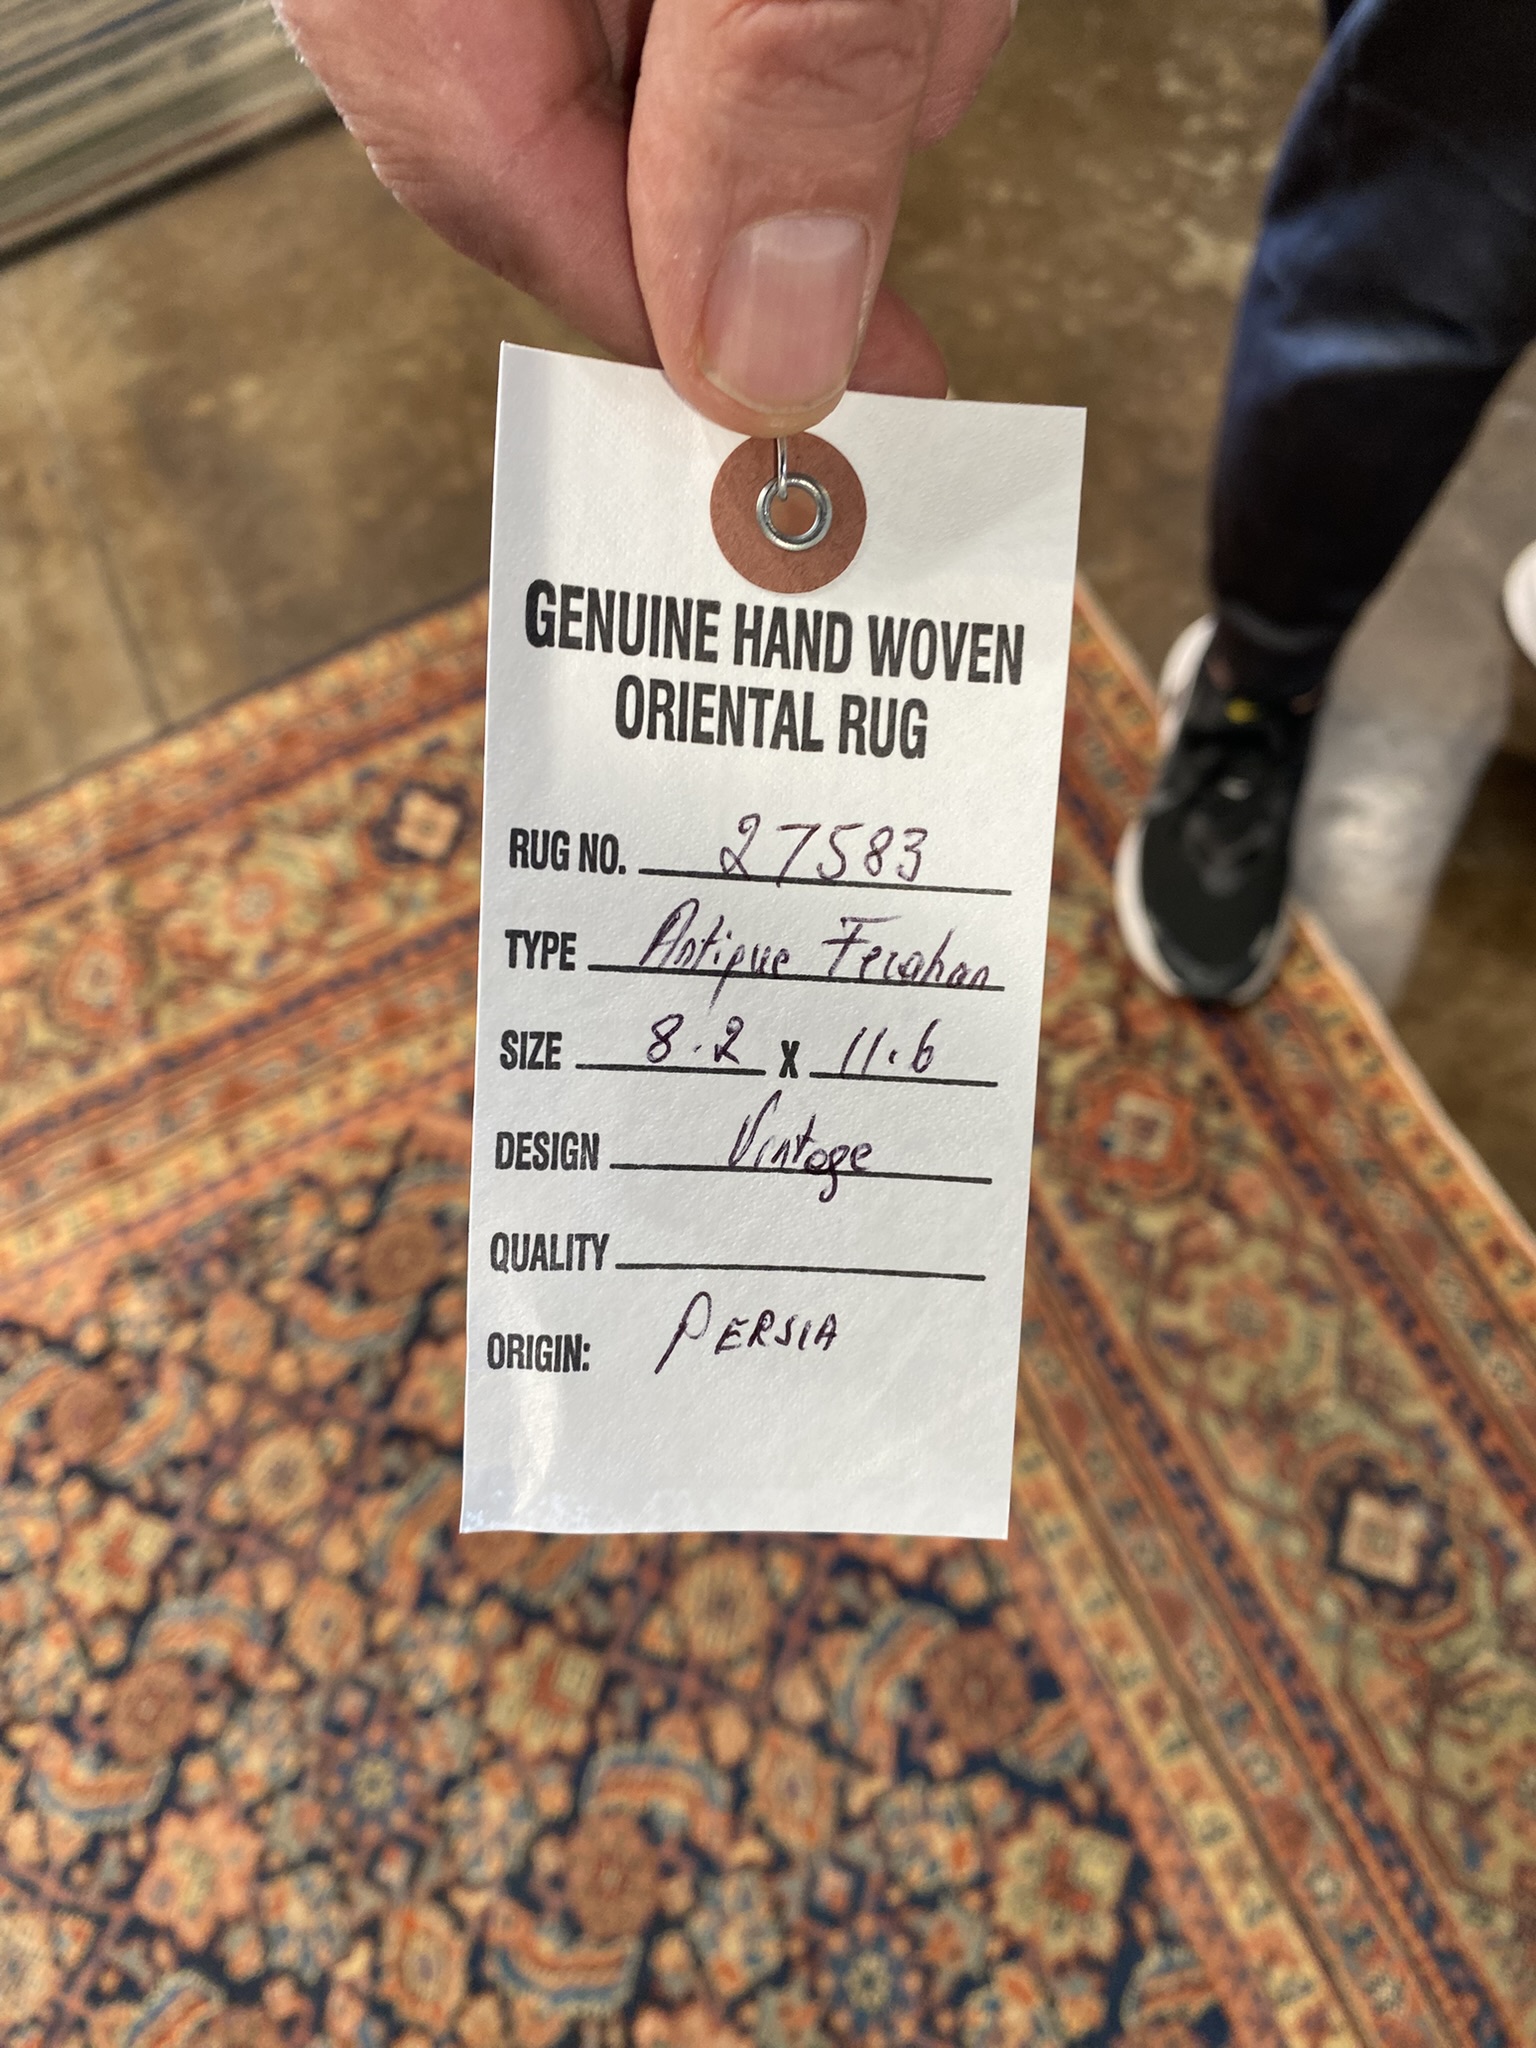 GENUINE HAND WOVEN
ORIENTAL RUG
RUG NO. 27583
TYPE Antique Ferahan
SIZE 8.2 x 11.6
DESIGN Vintage
QUALITY
ORIGIN: PERSIA